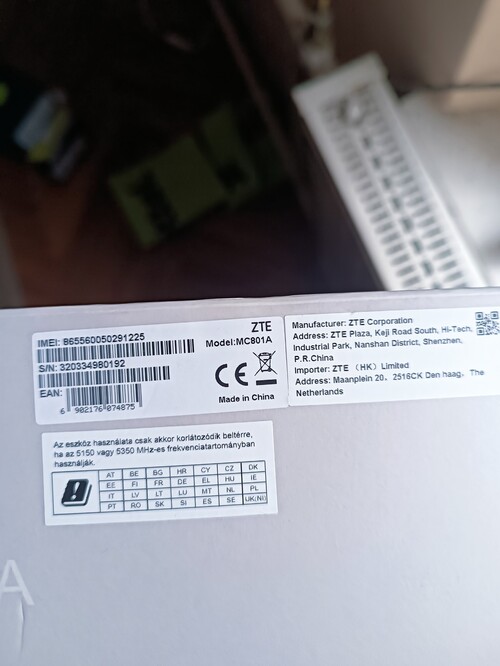 ZTE
IMEI: 865560050291225
Model:MC801A
S/N: 320334980192
EAN:
6 902176 074875
Made in China
Manufacturer: ZTE Corporation
Address: ZTE Plaza, Keji Road South, Hi-Tech,
Industrial Park, Nanshan District, Shenzhen,
P.R.China
Importer: ZTE （HK）Limited
Address: Maanplein 20，2516CK Den haag，The
Netherlands
Az eszköz használata csak akkor korlátozódik beltérre,
ha az 5150 vagy 5350 MHz-es frekvenciatartományban
használják.
AT BE BG HR CY CZ DK
EE FI FR DE EL HU IE
IT LV LT LU MT NL PL
PT RO SK SI ES SE UK(NI)
A